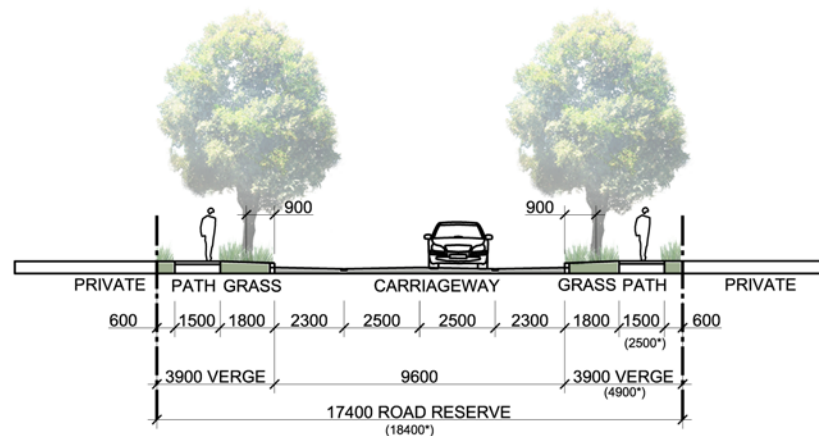 900 900
PRIVATE PATH GRASS CARRIAGEWAY GRASS PATH PRIVATE
600 1500 1800 2300 2500 2500 2300 1800 1500 600
(2500*)
3900 VERGE 9600 3900 VERGE
(4900*)
17400 ROAD RESERVE
(18400*)